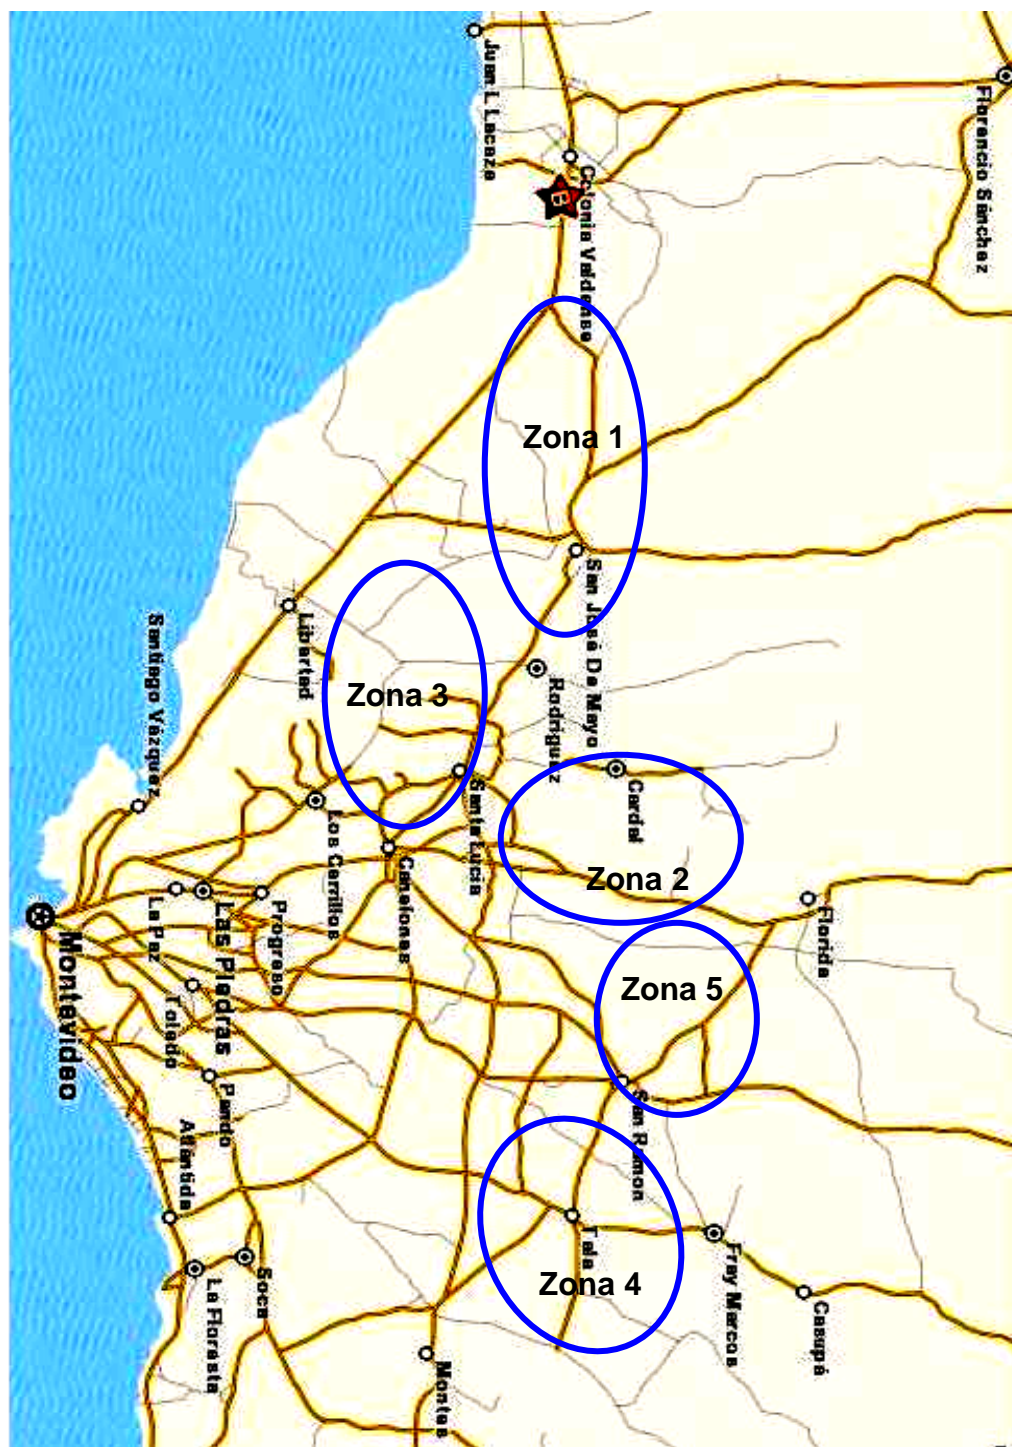 Juan L Lacaze
Florencio Sánchez
Colonia Valdense
B
Zona 1
San José De Mayo
Libertad
Santiago Vázquez
Zona 3
Rodríguez
Cardal
Santa Lucía
Los Cerrillos
Canelones
Zona 2
Florida
La Paz
Las Piedras
Progreso
Montevideo
Toledo
Zona 5
Pando
San Ramon
Atlántida
Tala
Fray Marcos
Zona 4
Casupá
Soca
La Floresta
Montes